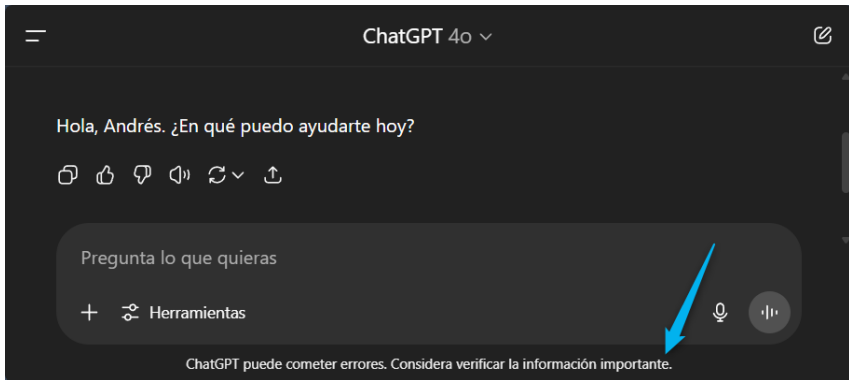 ChatGPT 4o
Hola, Andrés. ¿En qué puedo ayudarte hoy?
Pregunta lo que quieras
Herramientas
ChatGPT puede cometer errores. Considera verificar la información importante.